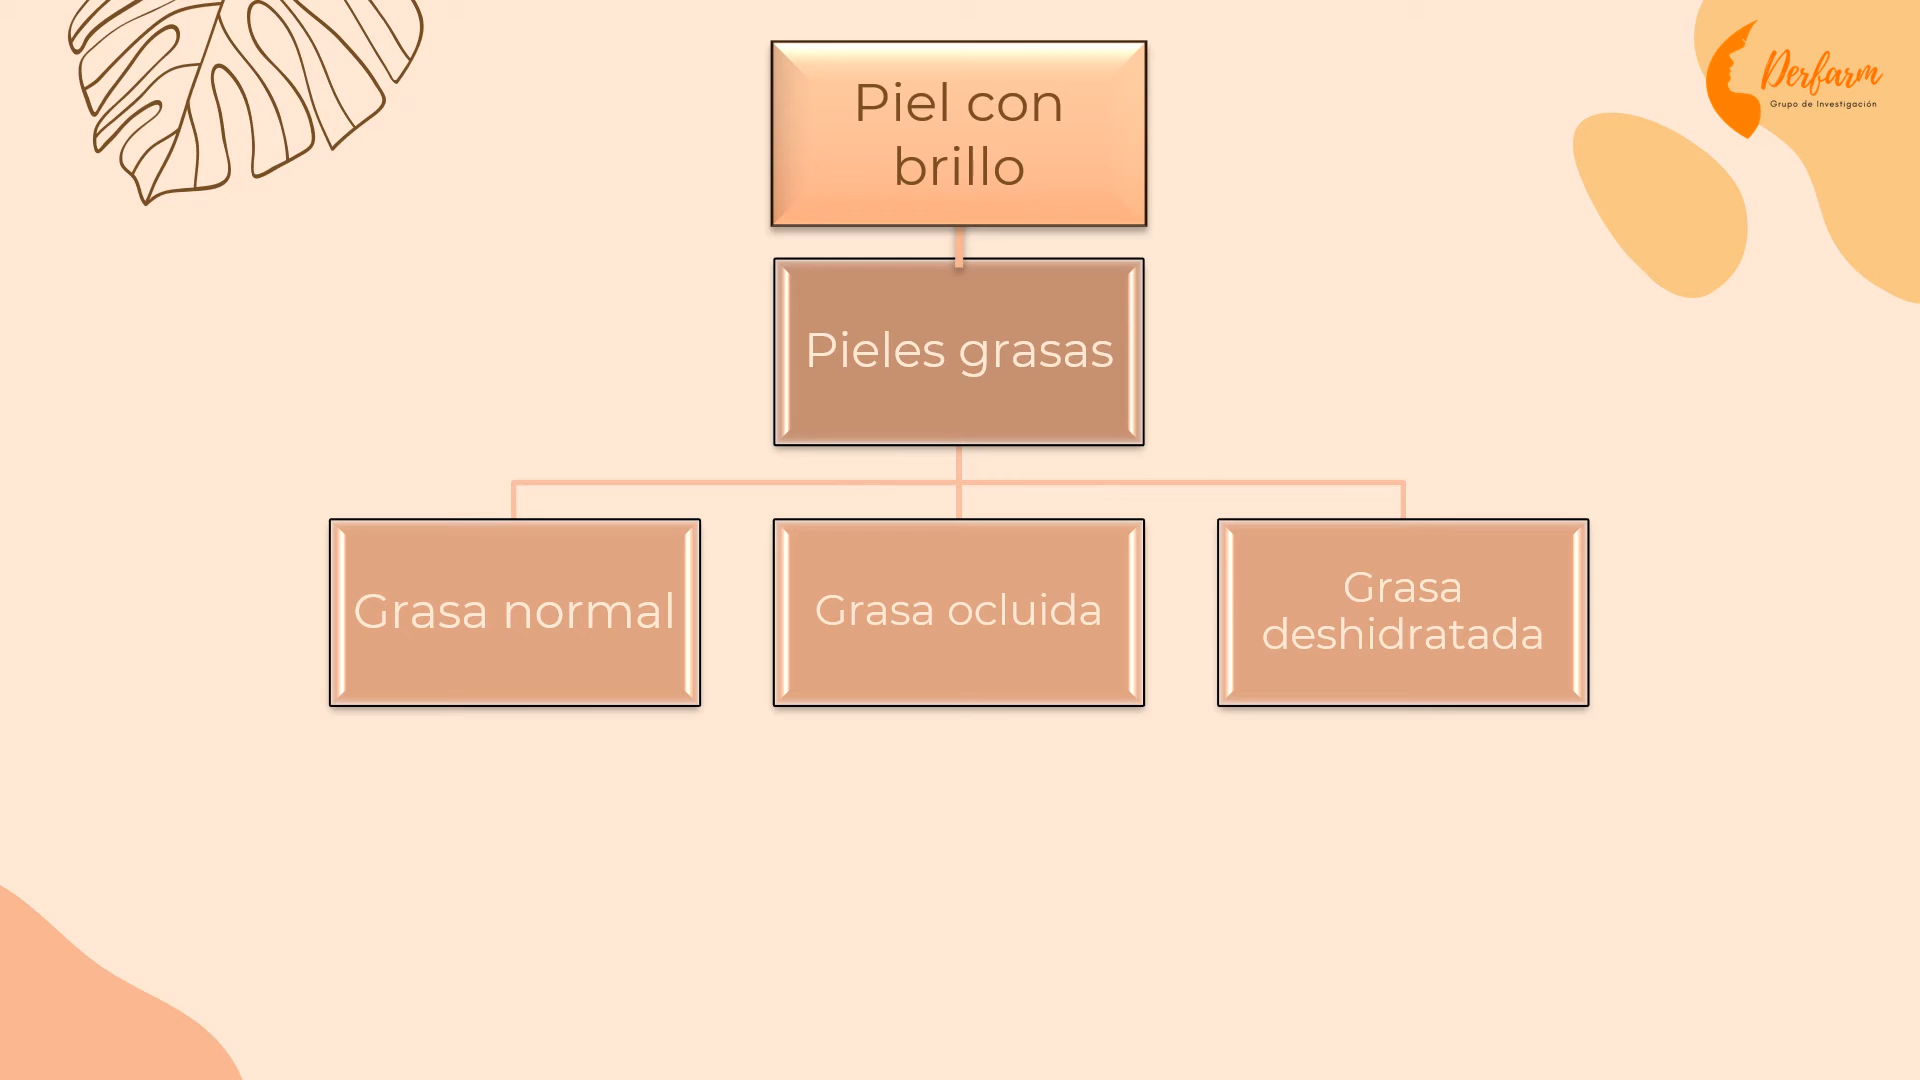 Piel con
brillo
Derfarm
Grupo de Investigación
Pieles grasas
Grasa normal
Grasa ocluida
Grasa
deshidratada